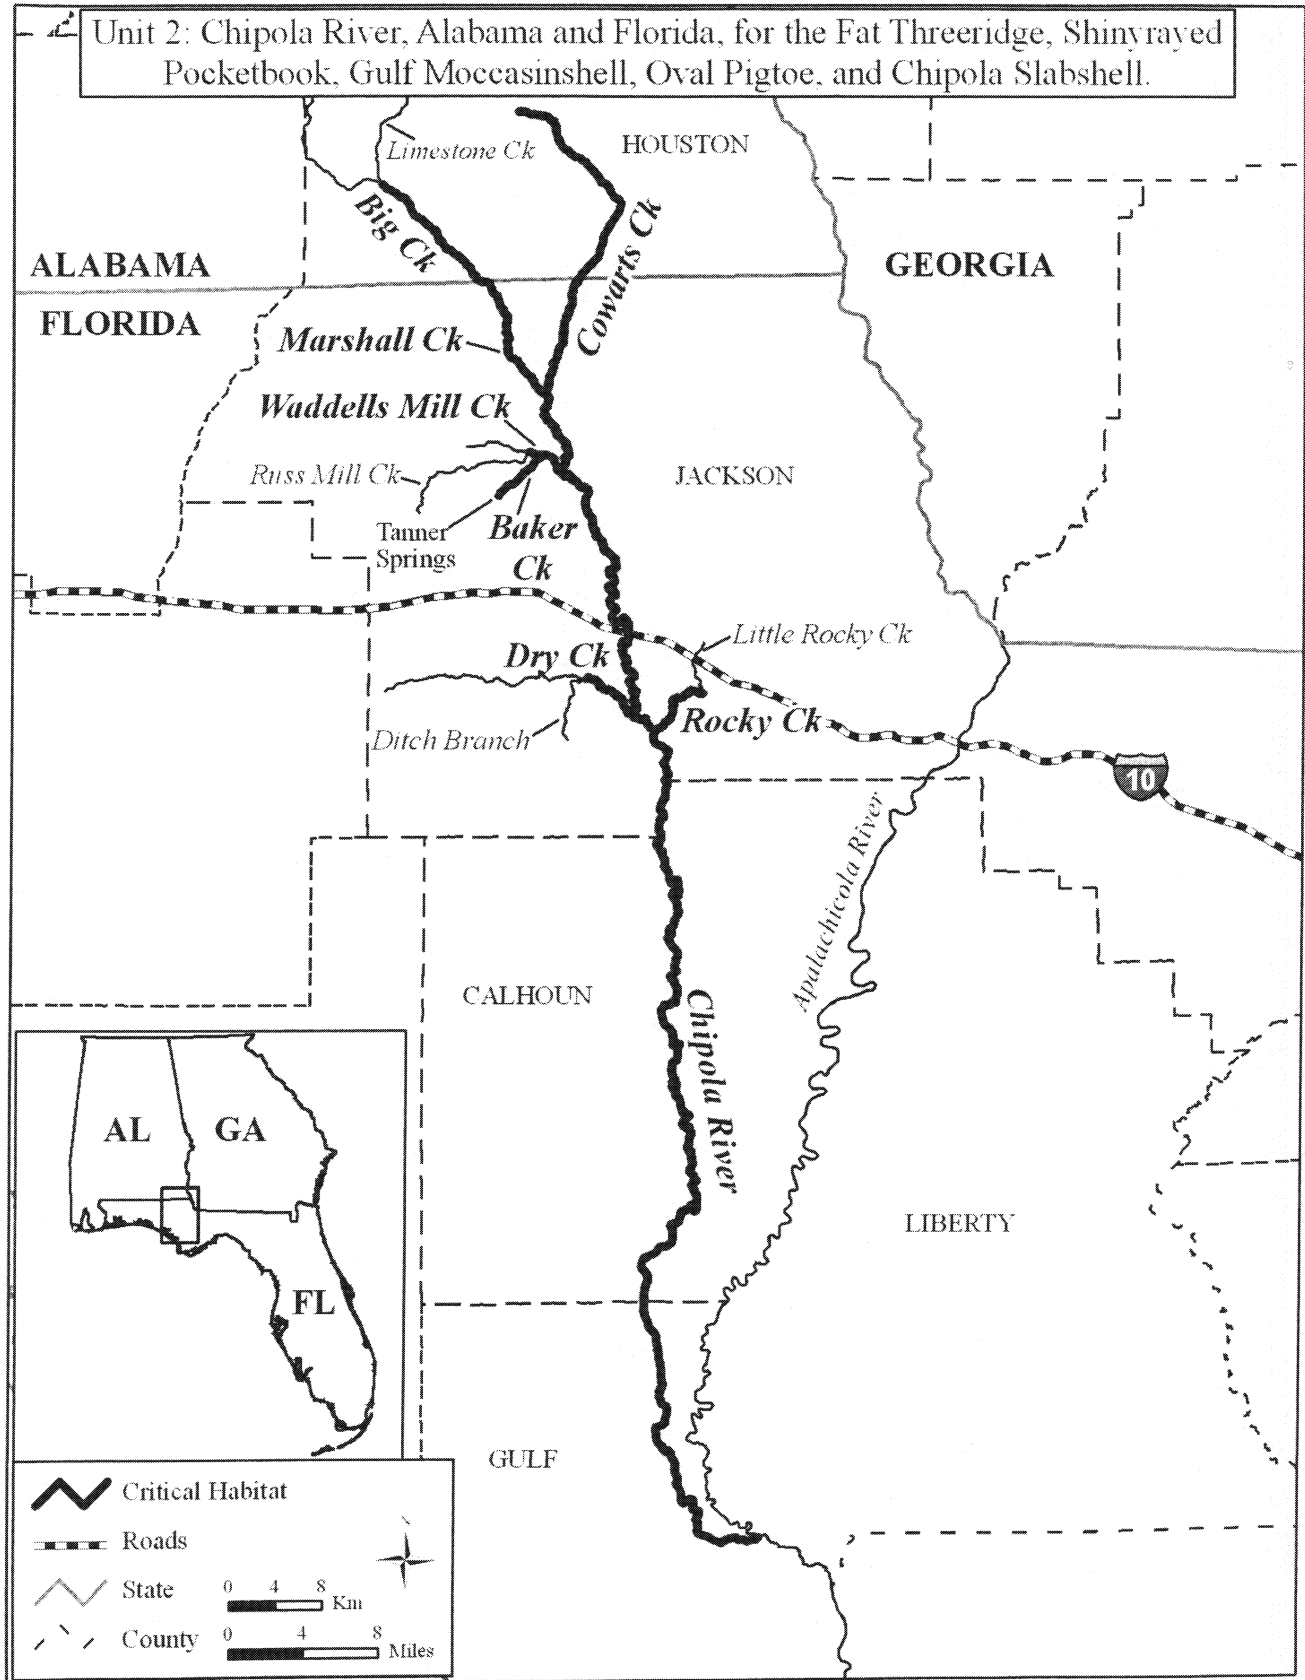 Unit 2: Chipola River, Alabama and Florida, for the Fat Threeridge, Shinyrayed
Pocketbook, Gulf Moccasinshell, Oval Pigtoe, and Chipola Slabshell.
Limestone Ck
HOUSTON
Big Ck
Cowarts Ck
ALABAMA
GEORGIA
FLORIDA
Marshall Ck
Waddells Mill Ck
Russ Mill Ck
JACKSON
Tanner
Springs
Baker
Ck
Little Rocky Ck
Dry Ck
Rocky Ck
Ditch Branch
10
Apalachicola River
CALHOUN
Chipola River
AL
GA
LIBERTY
FL
GULF
Critical Habitat
Roads
State
0 4 8
Km
County
0 4 8
Miles